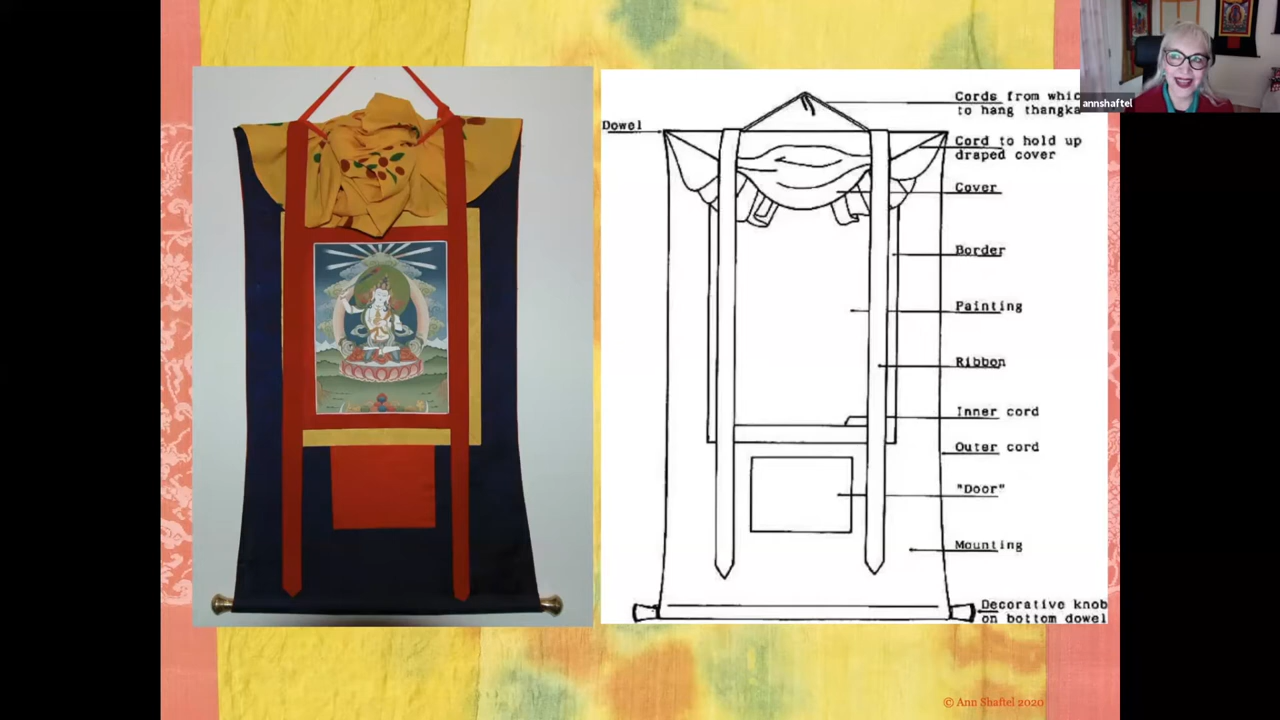 annshaftel
Cords from whic
to hang thangka
Dowel
Cord to hold up
draped cover
Cover
Border
Painting
Ribbon
Inner cord
Outer cord
"Door"
Mounting
Decorative knob
on bottom dowel
© Ann Shaftel 2020